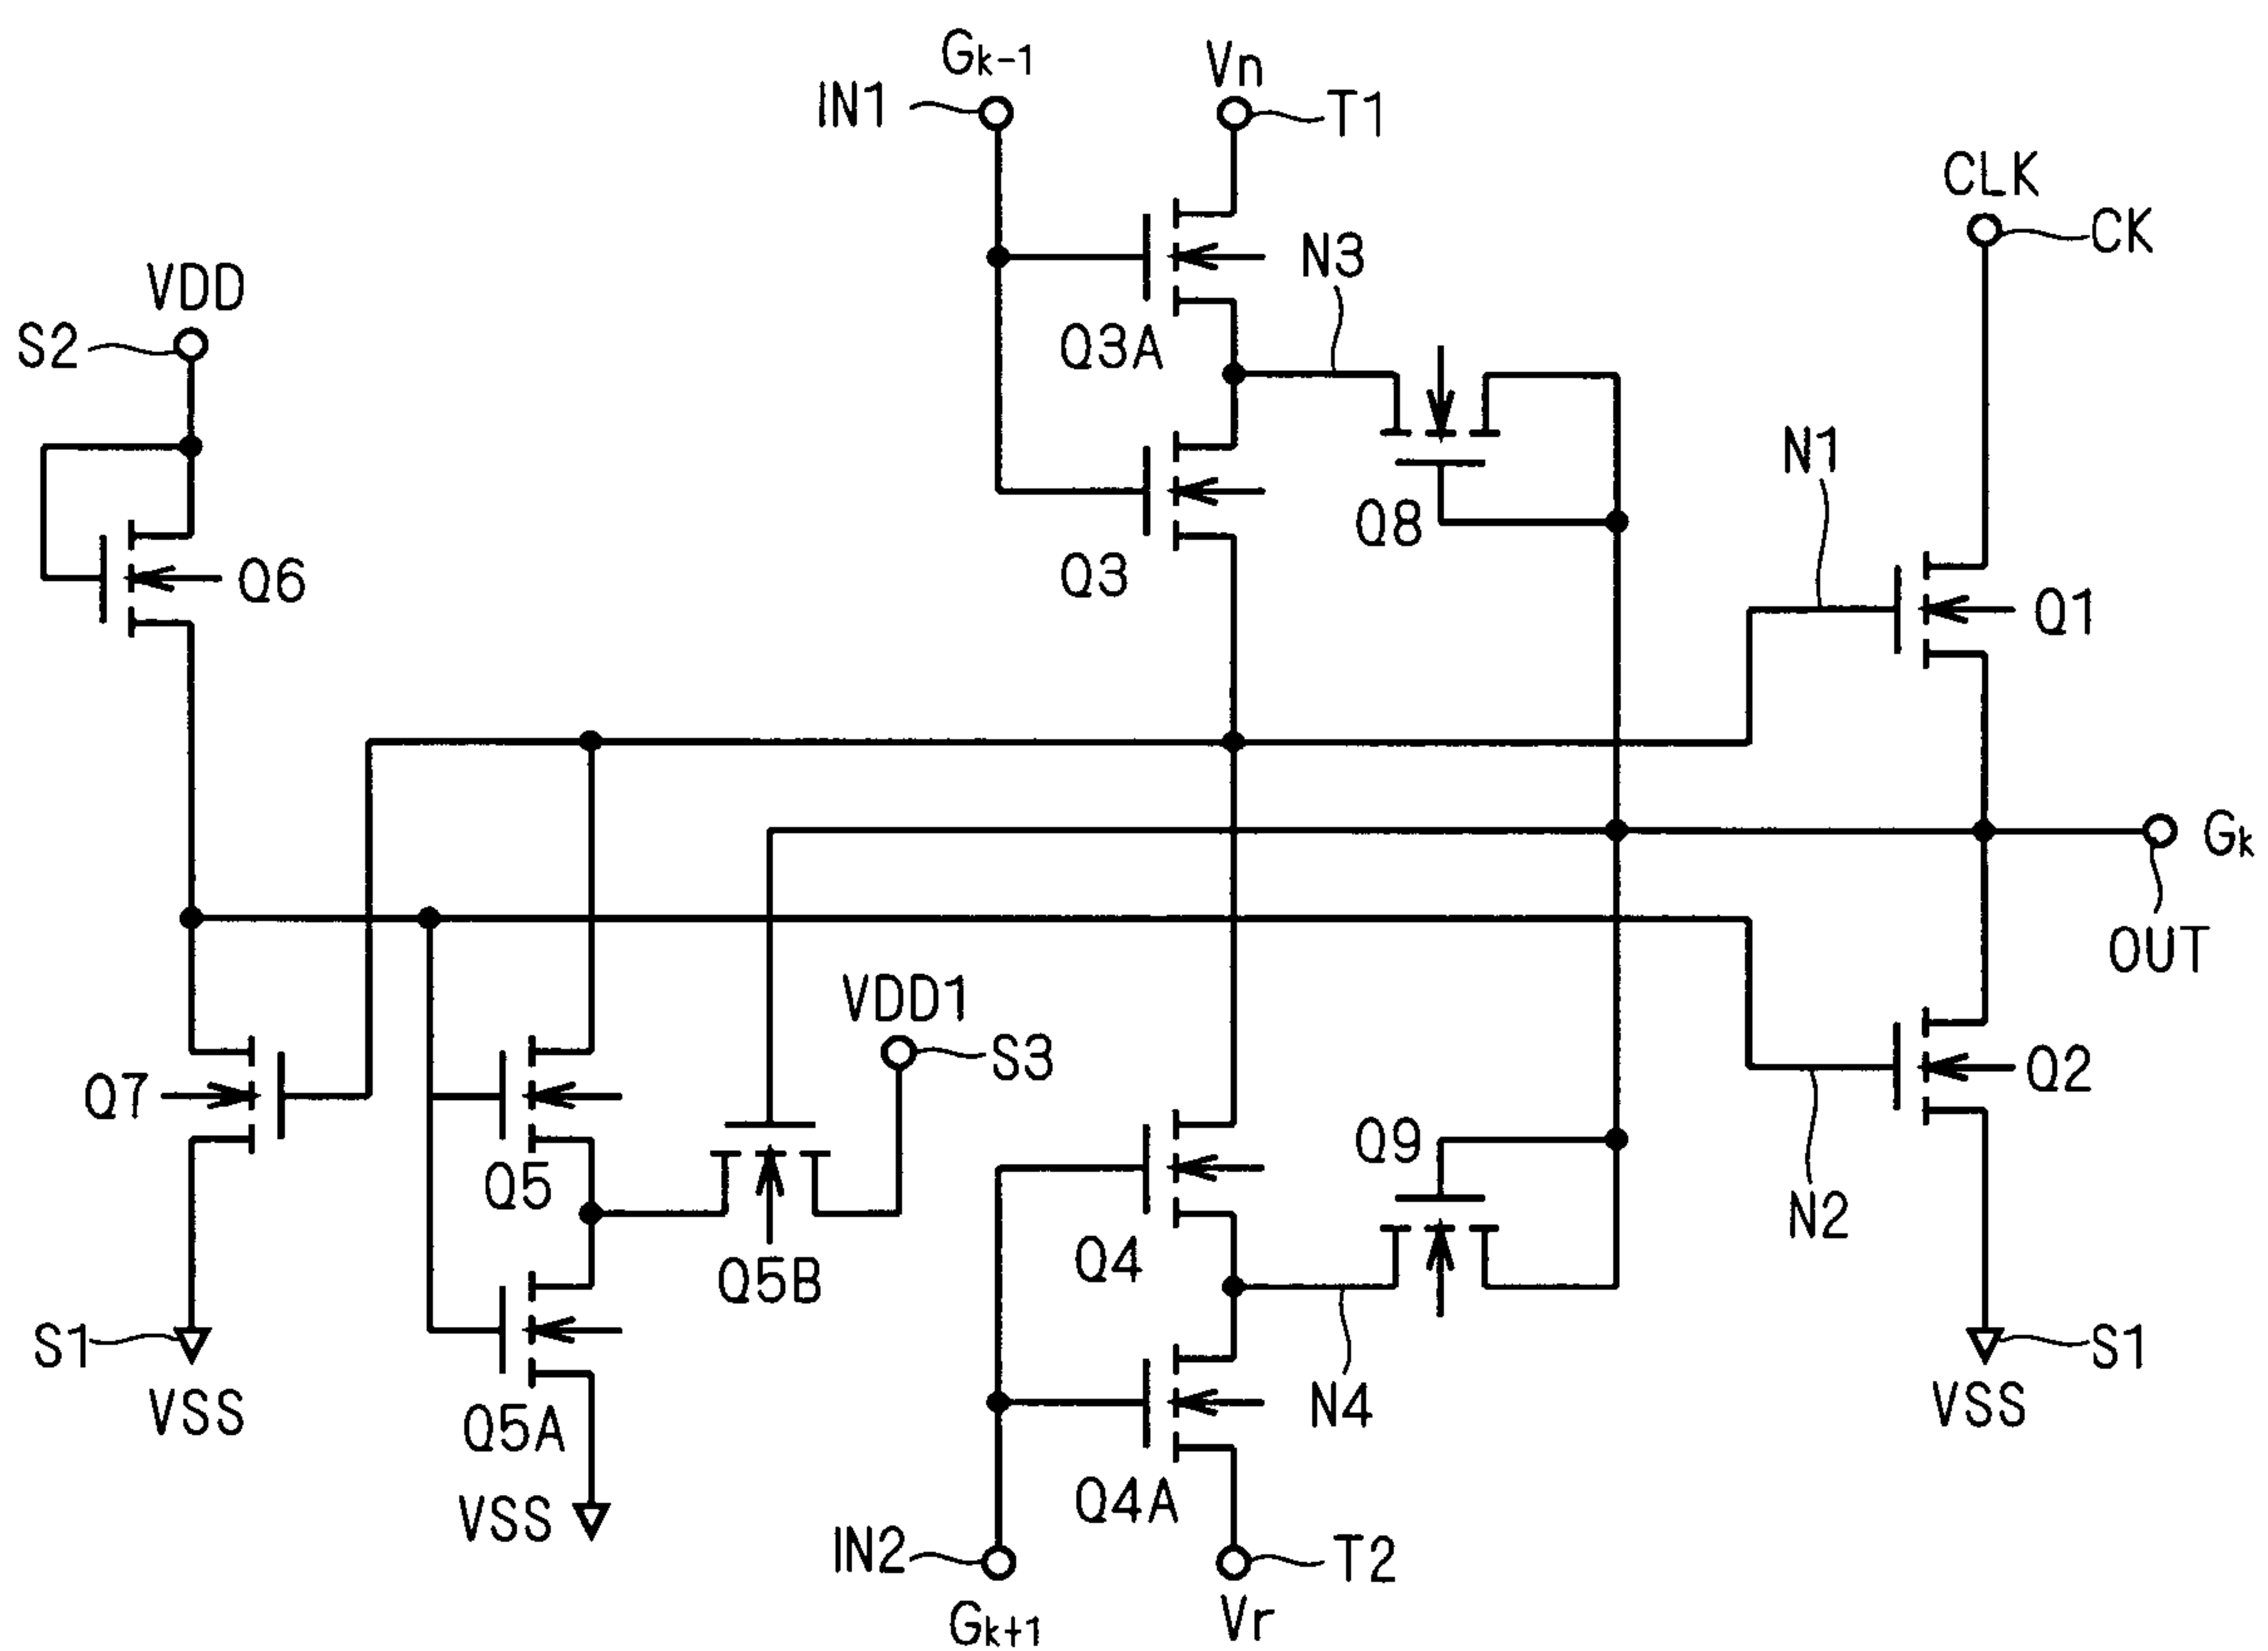 Gk-1
Vn
IN1
T1
CLK
CK
N3
VDD
S2
Q3A
N1
Q8
Q3
Q6
Q1
Gk
OUT
VDD1
S3
Q7
Q2
Q9
Q5
N2
Q4
Q5B
S1
S1
VSS
VSS
N4
Q5A
Q4A
VSS
IN2
T2
Gk+1
Vr